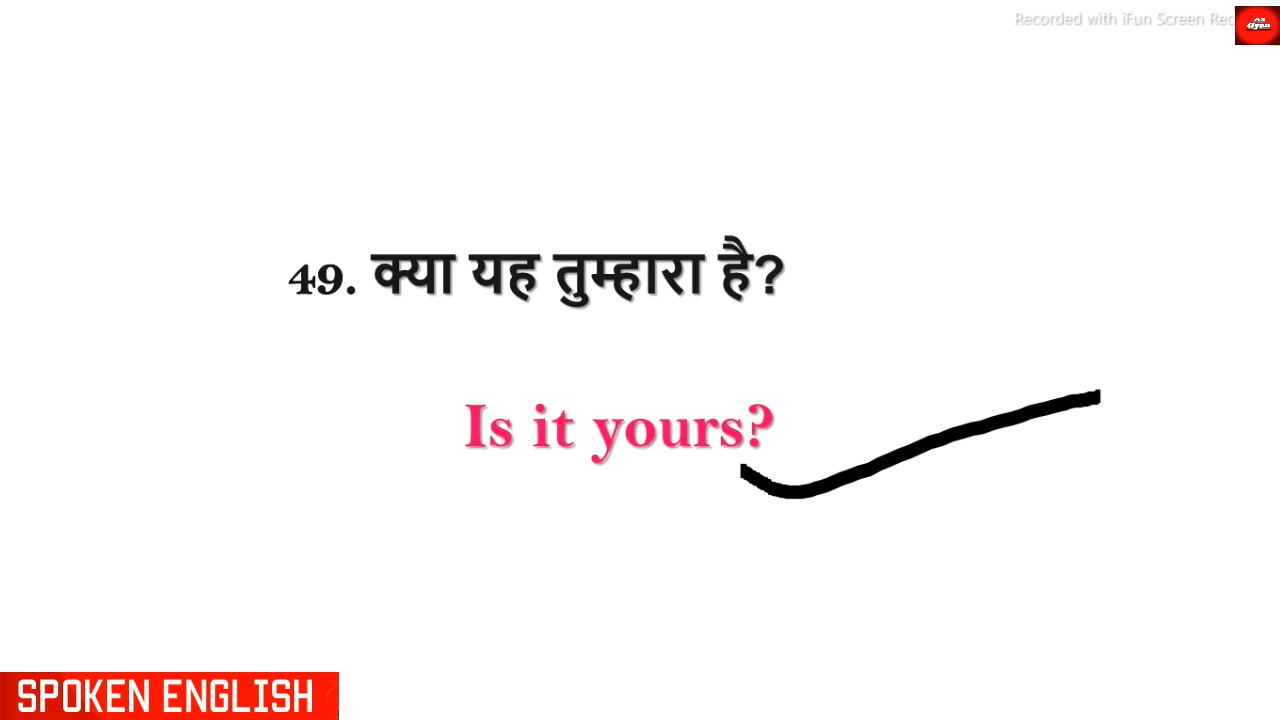 Recorded with iFun Screen Rec
49. क्या यह तुम्हारा है?
Is it yours?
SPOKEN ENGLISH